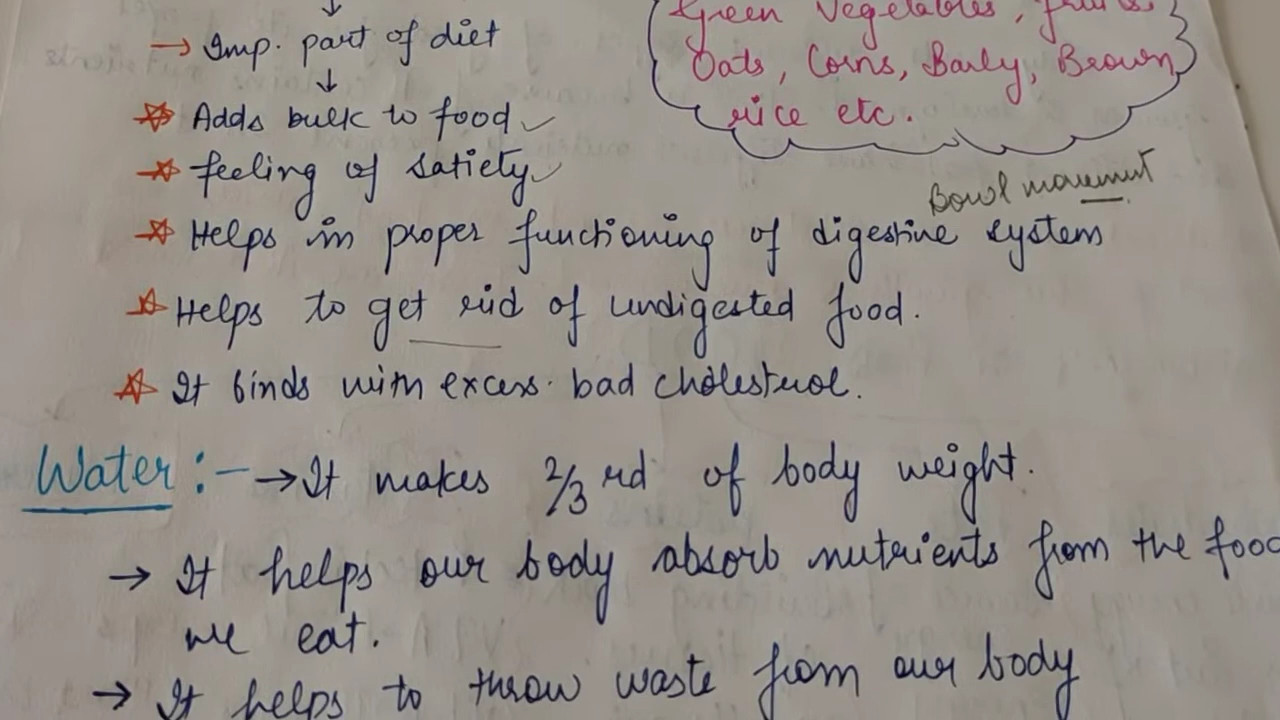 Green Vegetables, fruits,
→ Imp. part of diet
Oats, Corns, Barly, Brown
rice etc.
↓
☆ Adds bulk to food ✓
☆ feeling of satiety ✓
Bowl movement
☆ Helps in proper functioning of digestive system
☆ Helps to get rid of undigested food.
☆ It binds with excess bad cholesterol.
Water :- → It makes 2/3 rd of body weight.
→ It helps our body absorb nutrients from the food
we eat.
→ It helps to throw waste from our body